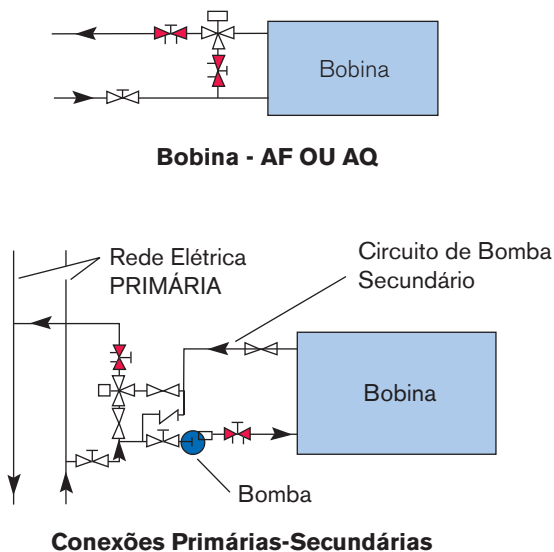 Bobina
Bobina - AF OU AQ
Rede Elétrica
PRIMÁRIA
Circuito de Bomba
Secundário
Bobina
Bomba
Conexões Primárias-Secundárias